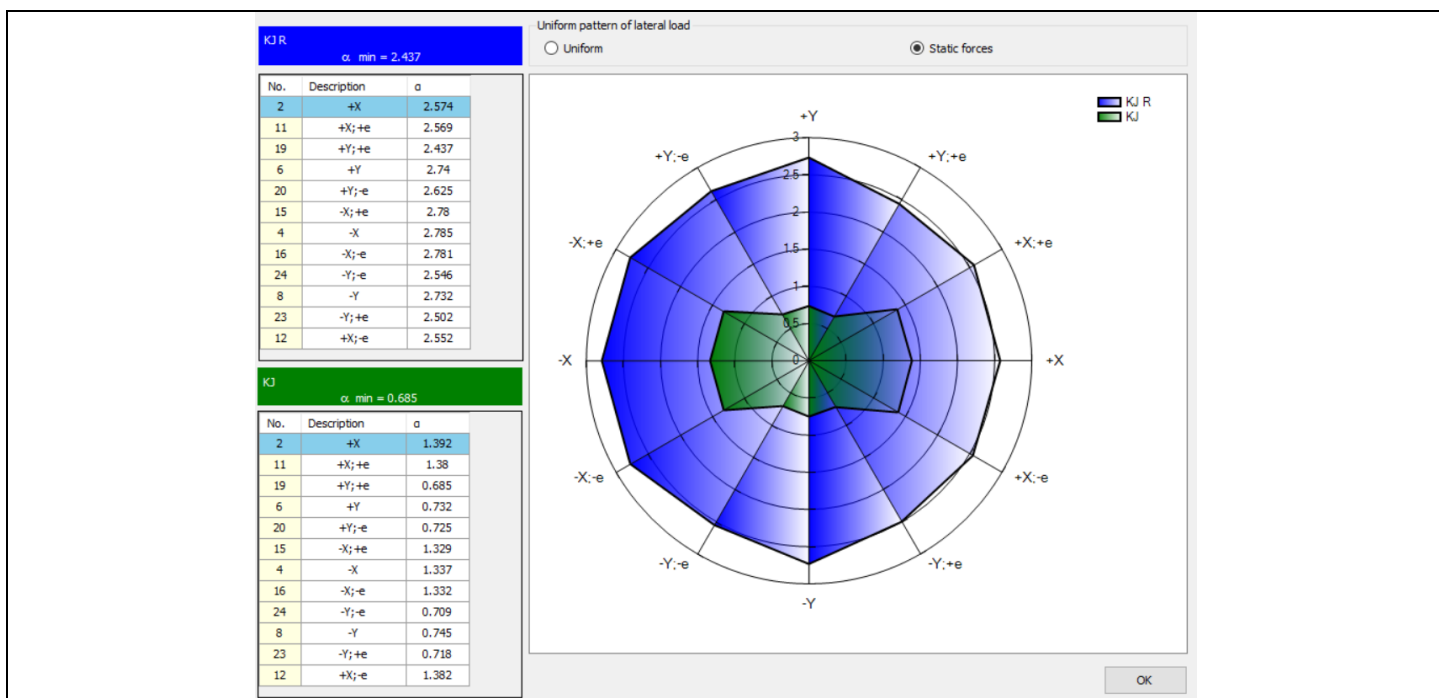 KJ R
α min = 2.437
No. Description α
2 +X 2.574
11 +X;+e 2.569
19 +Y;+e 2.437
6 +Y 2.74
20 +Y;-e 2.625
15 -X;+e 2.78
4 -X 2.785
16 -X;-e 2.781
24 -Y;-e 2.546
8 -Y 2.732
23 -Y;+e 2.502
12 +X;-e 2.552
KJ
α min = 0.685
No. Description α
2 +X 1.392
11 +X;+e 1.38
19 +Y;+e 0.685
6 +Y 0.732
20 +Y;-e 0.725
15 -X;+e 1.329
4 -X 1.337
16 -X;-e 1.332
24 -Y;-e 0.709
8 -Y 0.745
23 -Y;+e 0.718
12 +X;-e 1.382
Uniform pattern of lateral load
Uniform Static forces
KJ R
KJ
+Y
3
+Y;-e +Y;+e
2.5
2
-X;+e +X;+e
1.5
1
0.5
-X 0 +X
-X;-e +X;-e
-Y;-e -Y;+e
-Y
OK